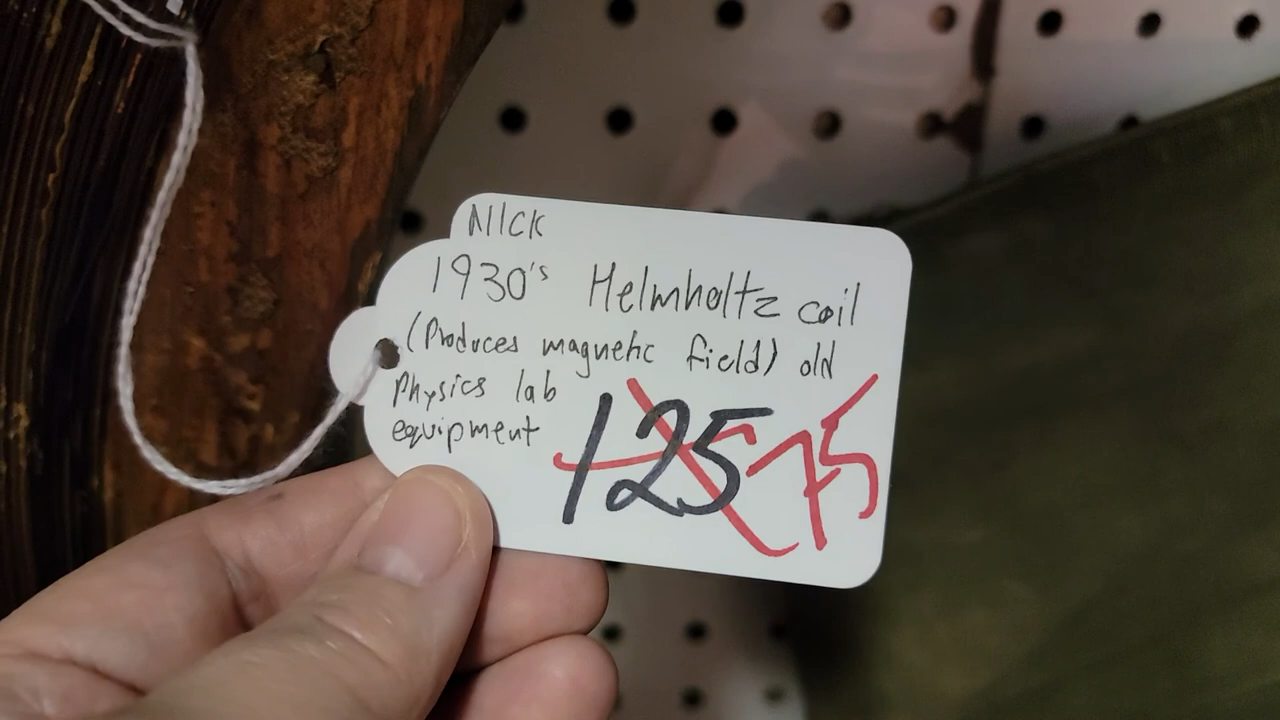 NICK
1930's Helmholtz coil
(Produces magnetic field) old
Physics lab
equipment
125 75